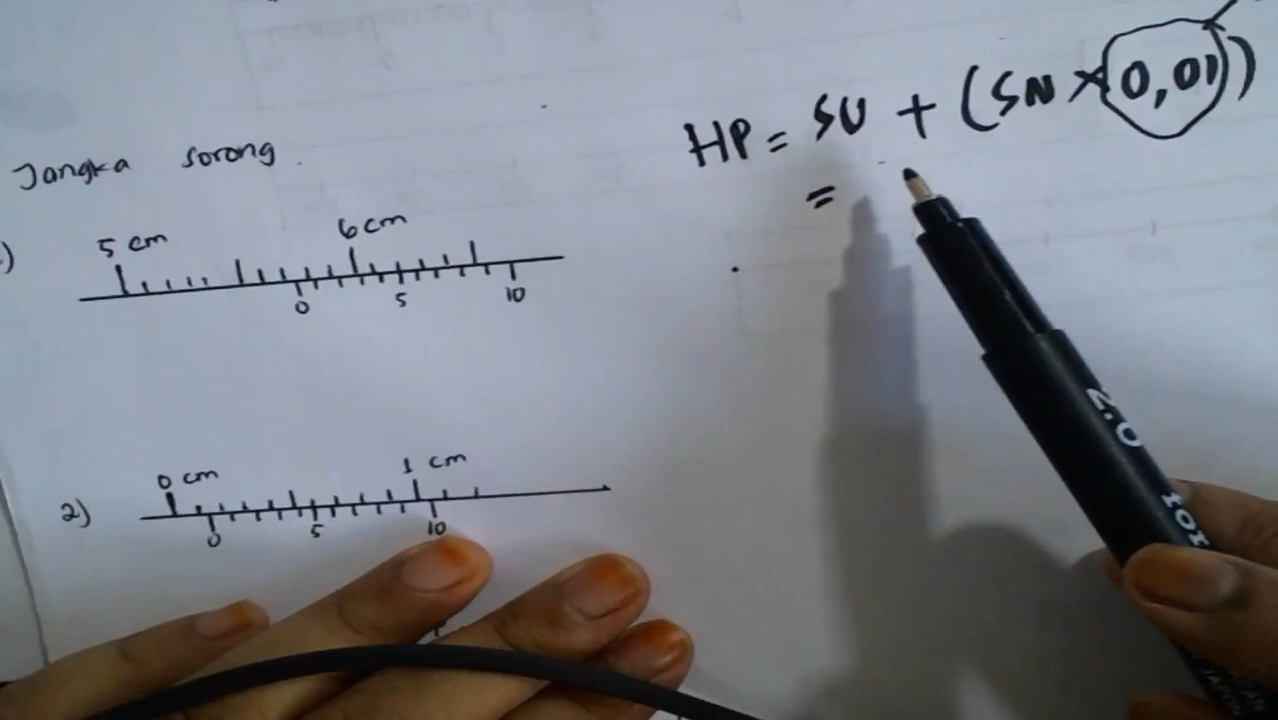 HP = SU + (SN × 0,01)
=
Jangka Sorong.
5 cm 6 cm
0 5 10
2) 0 cm 1 cm
0 5 10
2.0